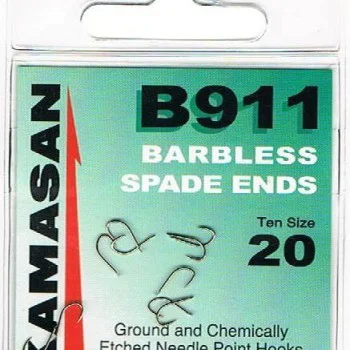 B911
BARBLESS
SPADE ENDS
Ten Size
20
KAMASAN
Ground and Chemically
Etched Needle Point Hooks